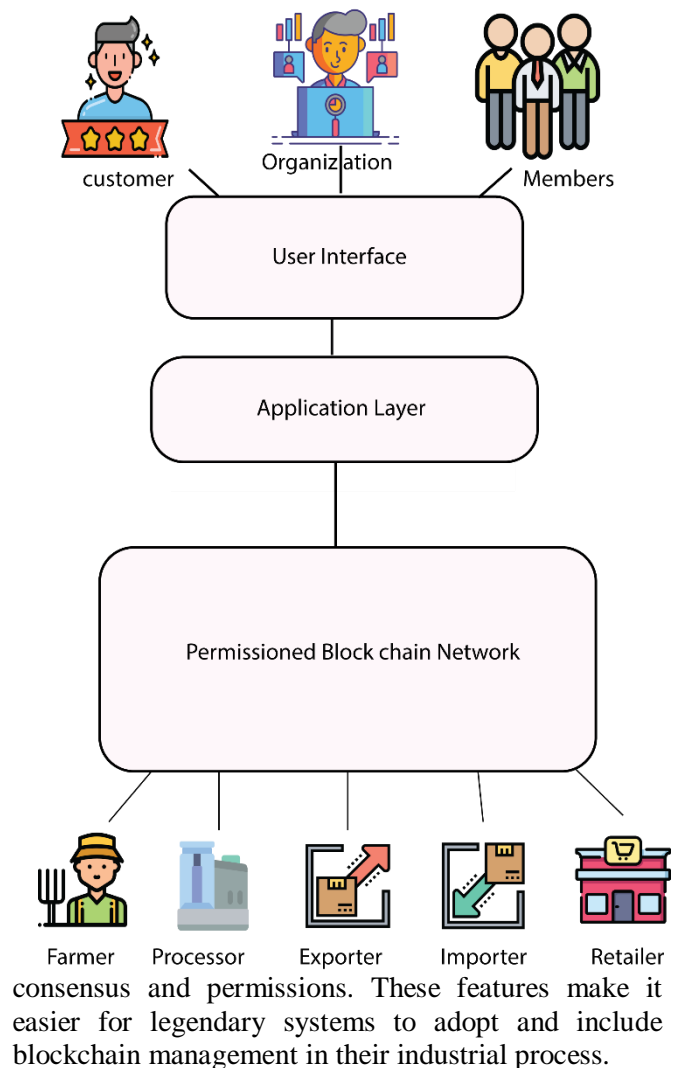 customer
Organiziation
Members
User Interface
Application Layer
Permissioned Block chain Network
Farmer
Processor
Exporter
Importer
Retailer
consensus and permissions. These features make it
easier for legendary systems to adopt and include
blockchain management in their industrial process.